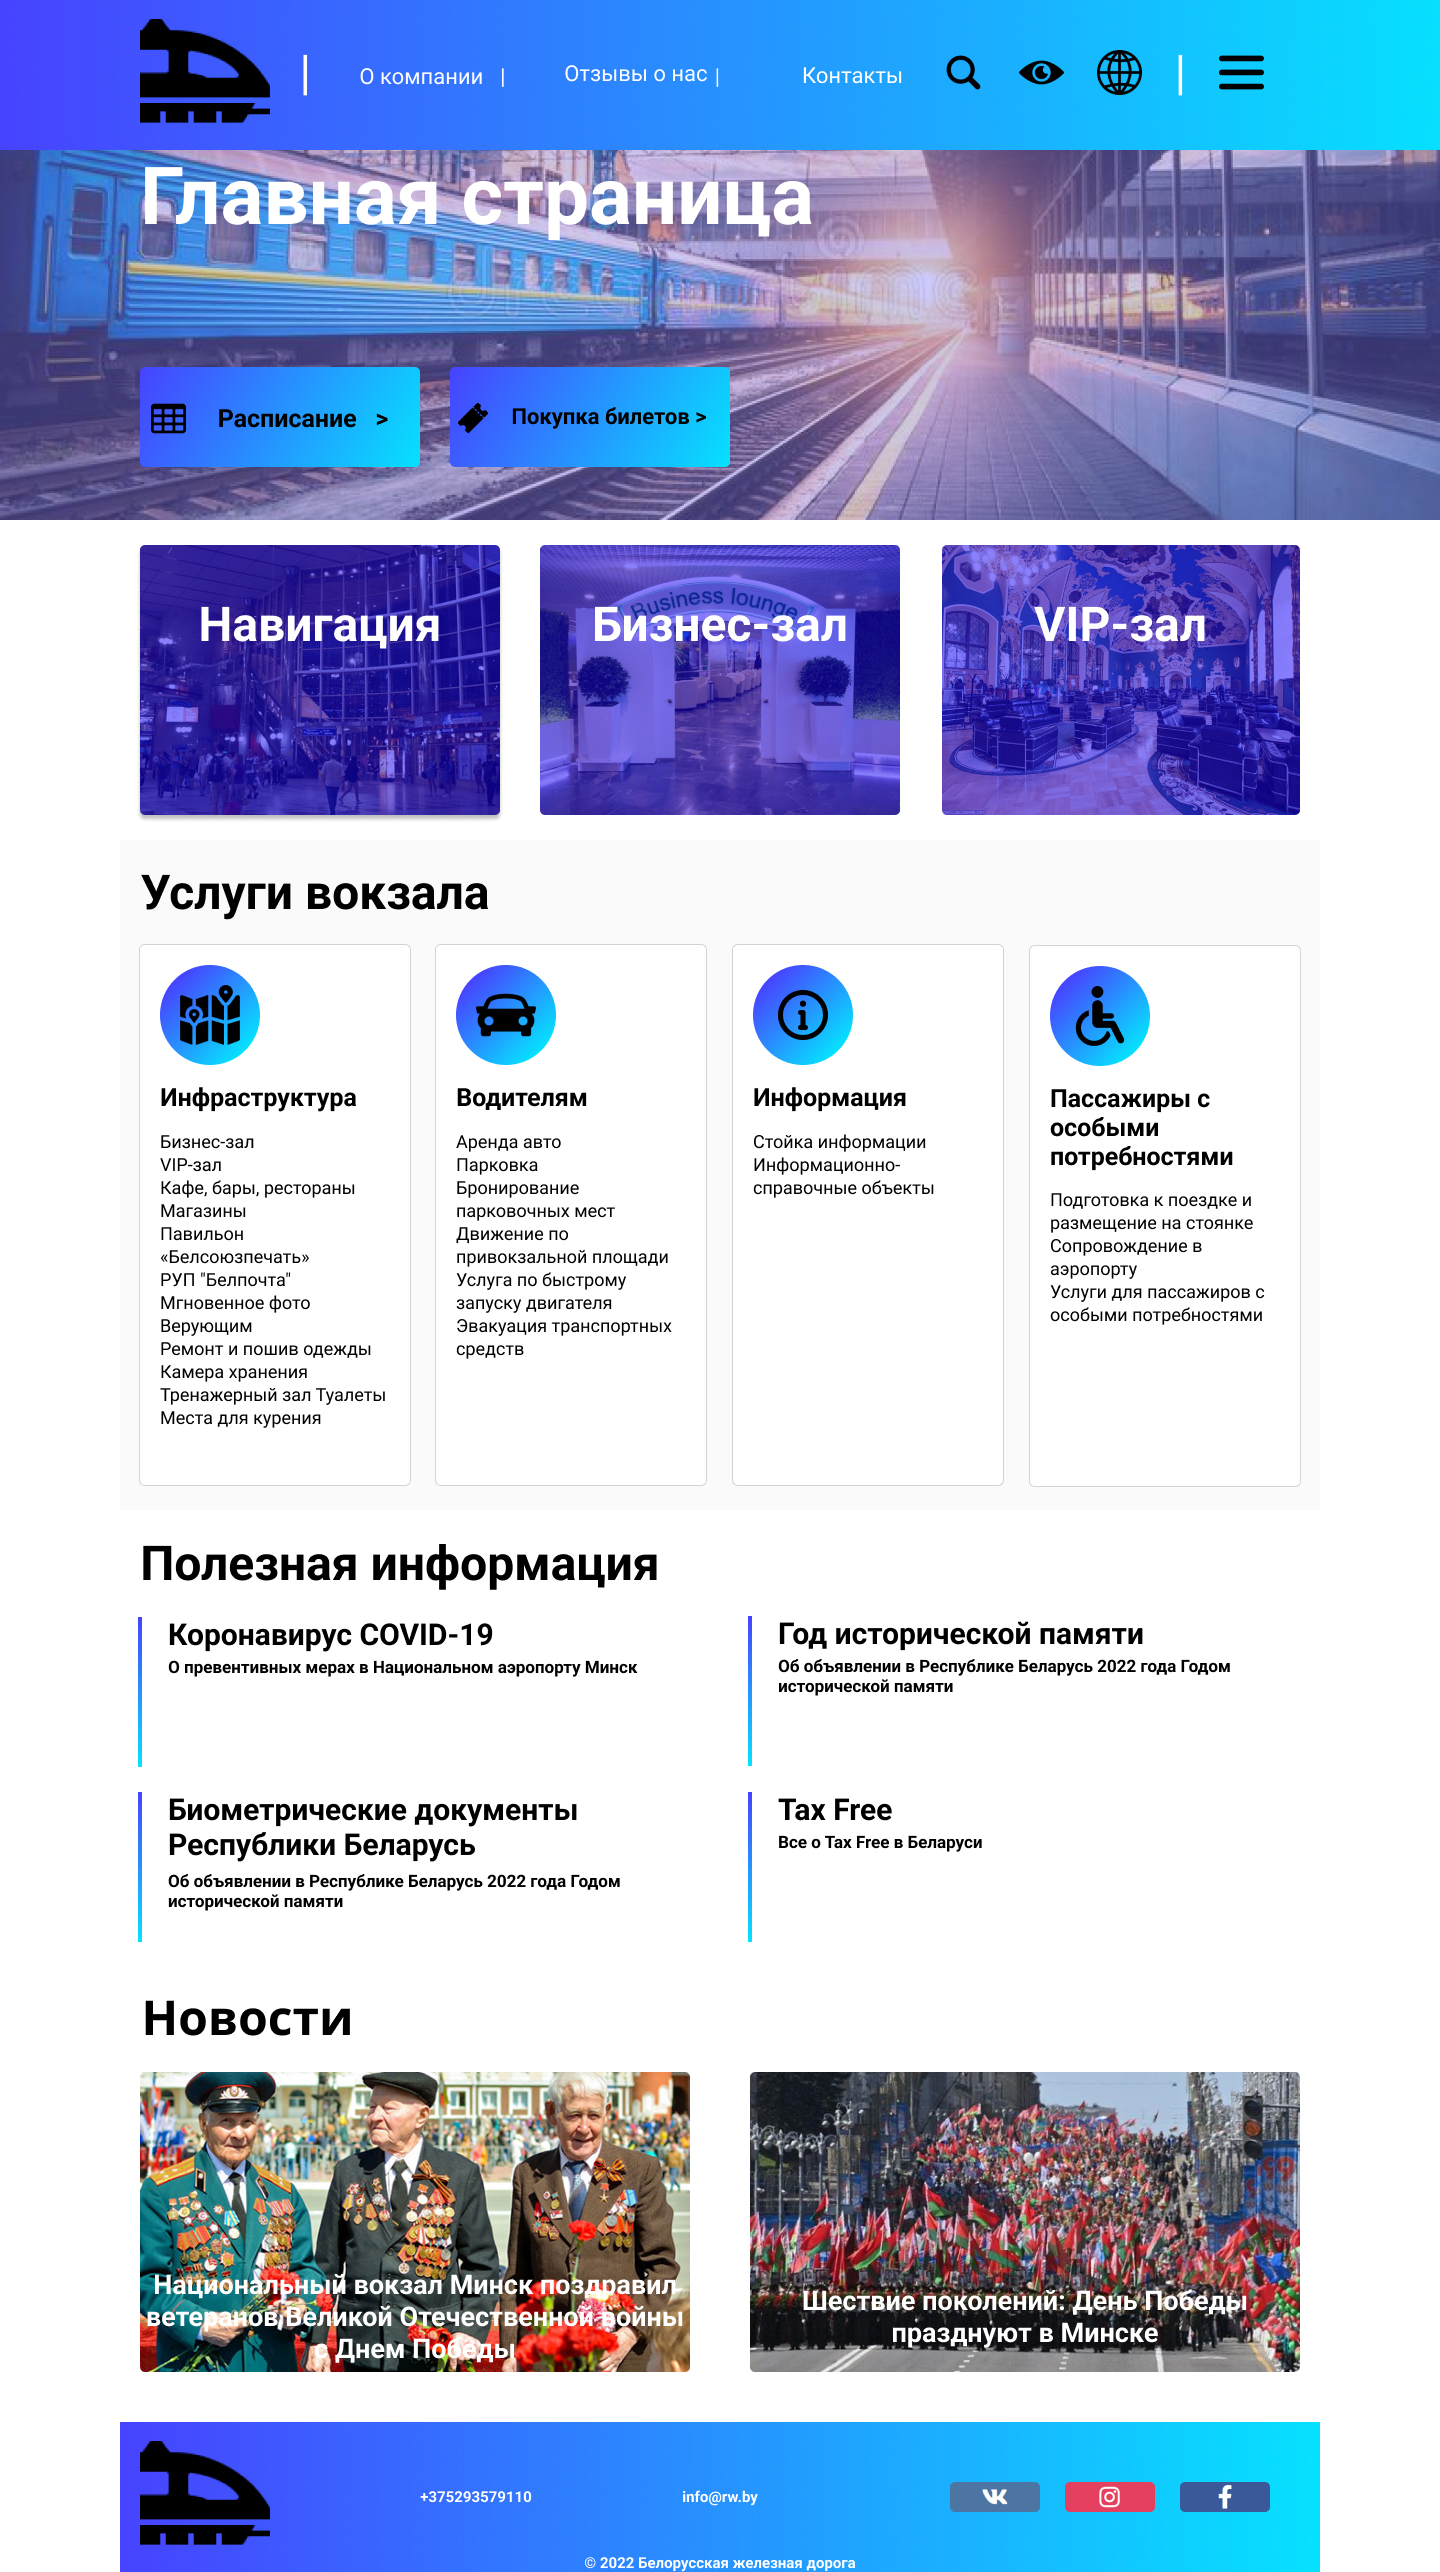 О компании |
Отзывы о нас |
Контакты
Главная страница
Расписание >
Покупка билетов >
Навигация
Business lounge
Бизнес-зал
VIP-зал
Услуги вокзала
Инфраструктура
Бизнес-зал
VIP-зал
Кафе, бары, рестораны
Магазины
Павильон
«Белсоюзпечать»
РУП "Белпочта"
Мгновенное фото
Верующим
Ремонт и пошив одежды
Камера хранения
Тренажерный зал Туалеты
Места для курения
Водителям
Аренда авто
Парковка
Бронирование
парковочных мест
Движение по
привокзальной площади
Услуга по быстрому
запуску двигателя
Эвакуация транспортных
средств
Информация
Стойка информации
Информационно-
справочные объекты
Пассажиры с
особыми
потребностями
Подготовка к поездке и
размещение на стоянке
Сопровождение в
аэропорту
Услуги для пассажиров с
особыми потребностями
Полезная информация
Коронавирус COVID-19
О превентивных мерах в Национальном аэропорту Минск
Год исторической памяти
Об объявлении в Республике Беларусь 2022 года Годом
исторической памяти
Биометрические документы
Республики Беларусь
Об объявлении в Республике Беларусь 2022 года Годом
исторической памяти
Tax Free
Все о Tax Free в Беларуси
Новости
Национальный вокзал Минск поздравил
ветеранов Великой Отечественной войны
с Днем Победы
Шествие поколений: День Победы
празднуют в Минске
+375293579110
info@rw.by
© 2022 Белорусская железная дорога